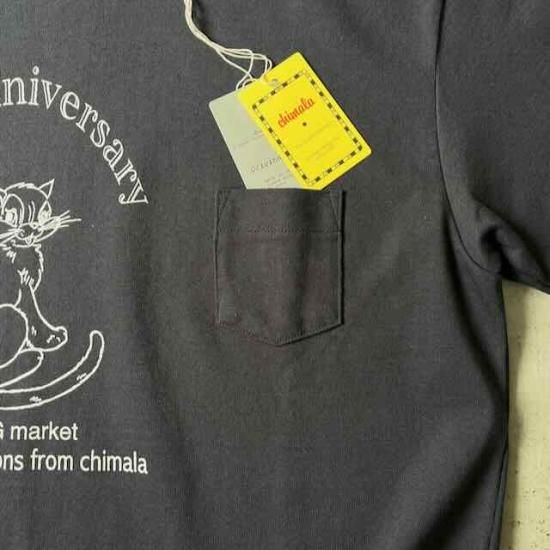 nniversary
G market
ons from chimala
chimala